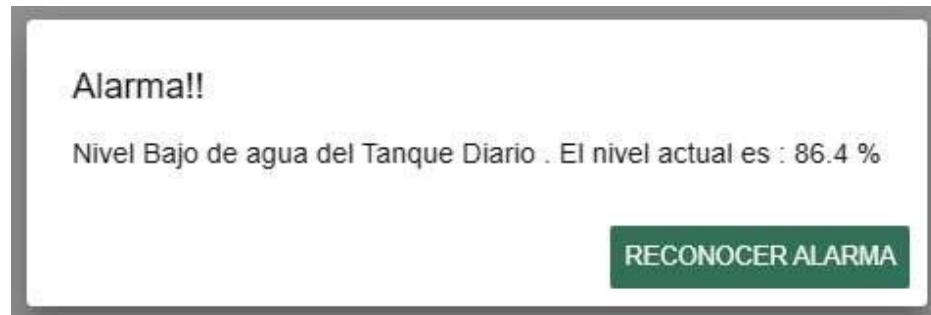 Alarma!!
Nivel Bajo de agua del Tanque Diario . El nivel actual es : 86.4 %
RECONOCER ALARMA